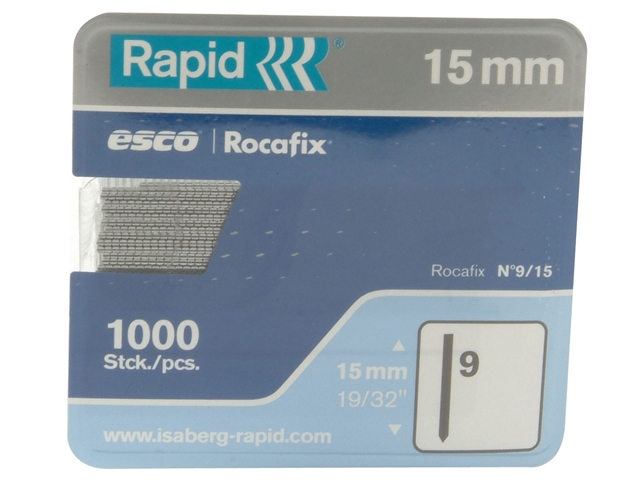 Rapid® 15 mm
esco | Rocafix®
Rocafix N°9/15
1000
Stck./pcs.
15 mm
19/32"
9
www.isaberg-rapid.com